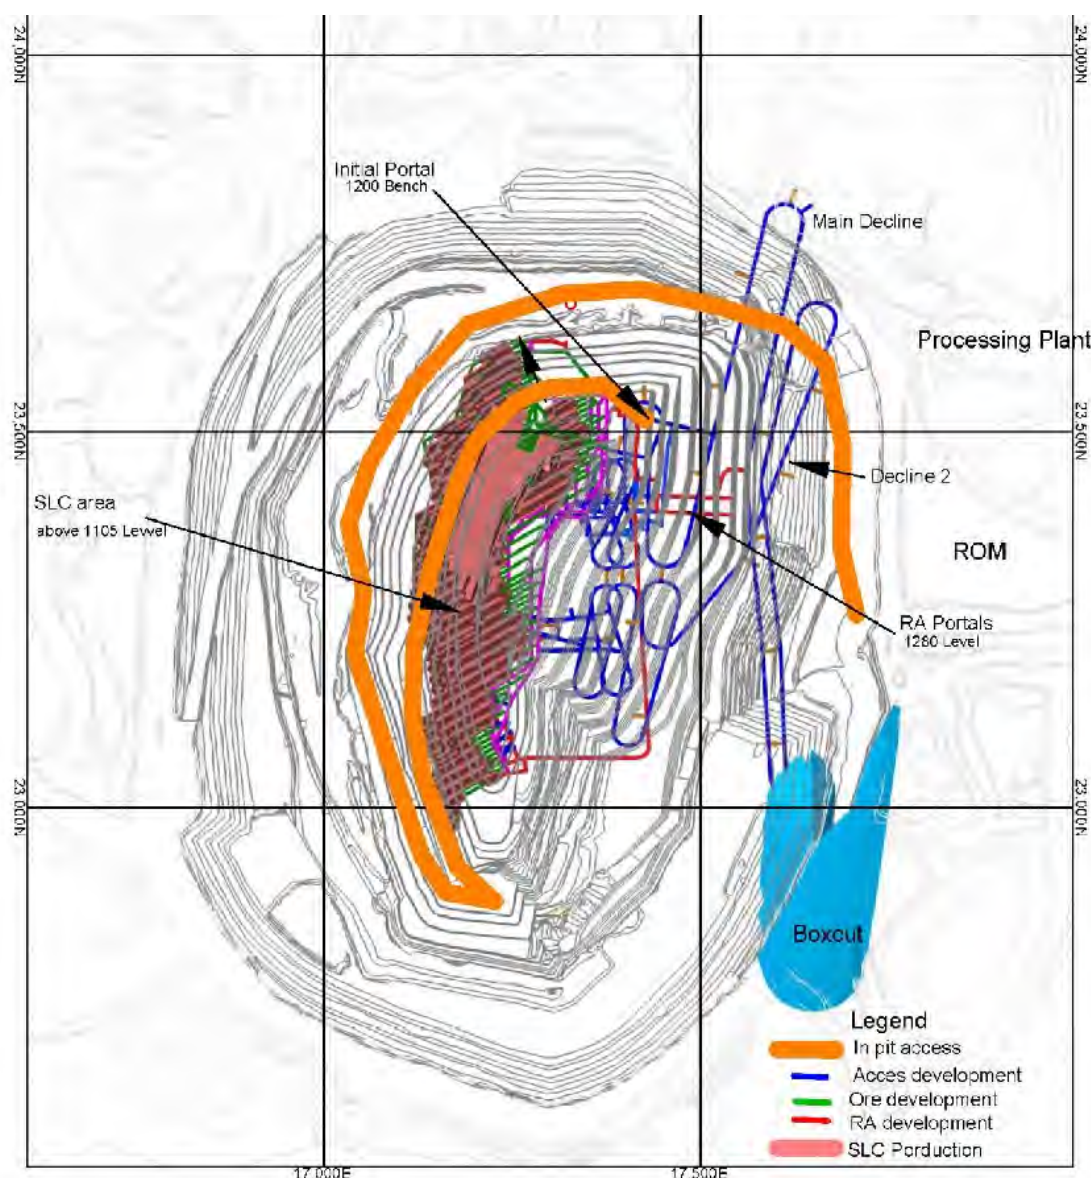 24,000N
24,000N
Initial Portal
1200 Bench
Main Decline
Processing Plant
23,500N
23,500N
Decline 2
SLC area
above 1105 Levvel
ROM
RA Portals
1280 Level
23,000N
23,000N
Boxcut
Legend
In pit access
Acces development
Ore development
RA development
SLC Porduction
17,000E
17,500E